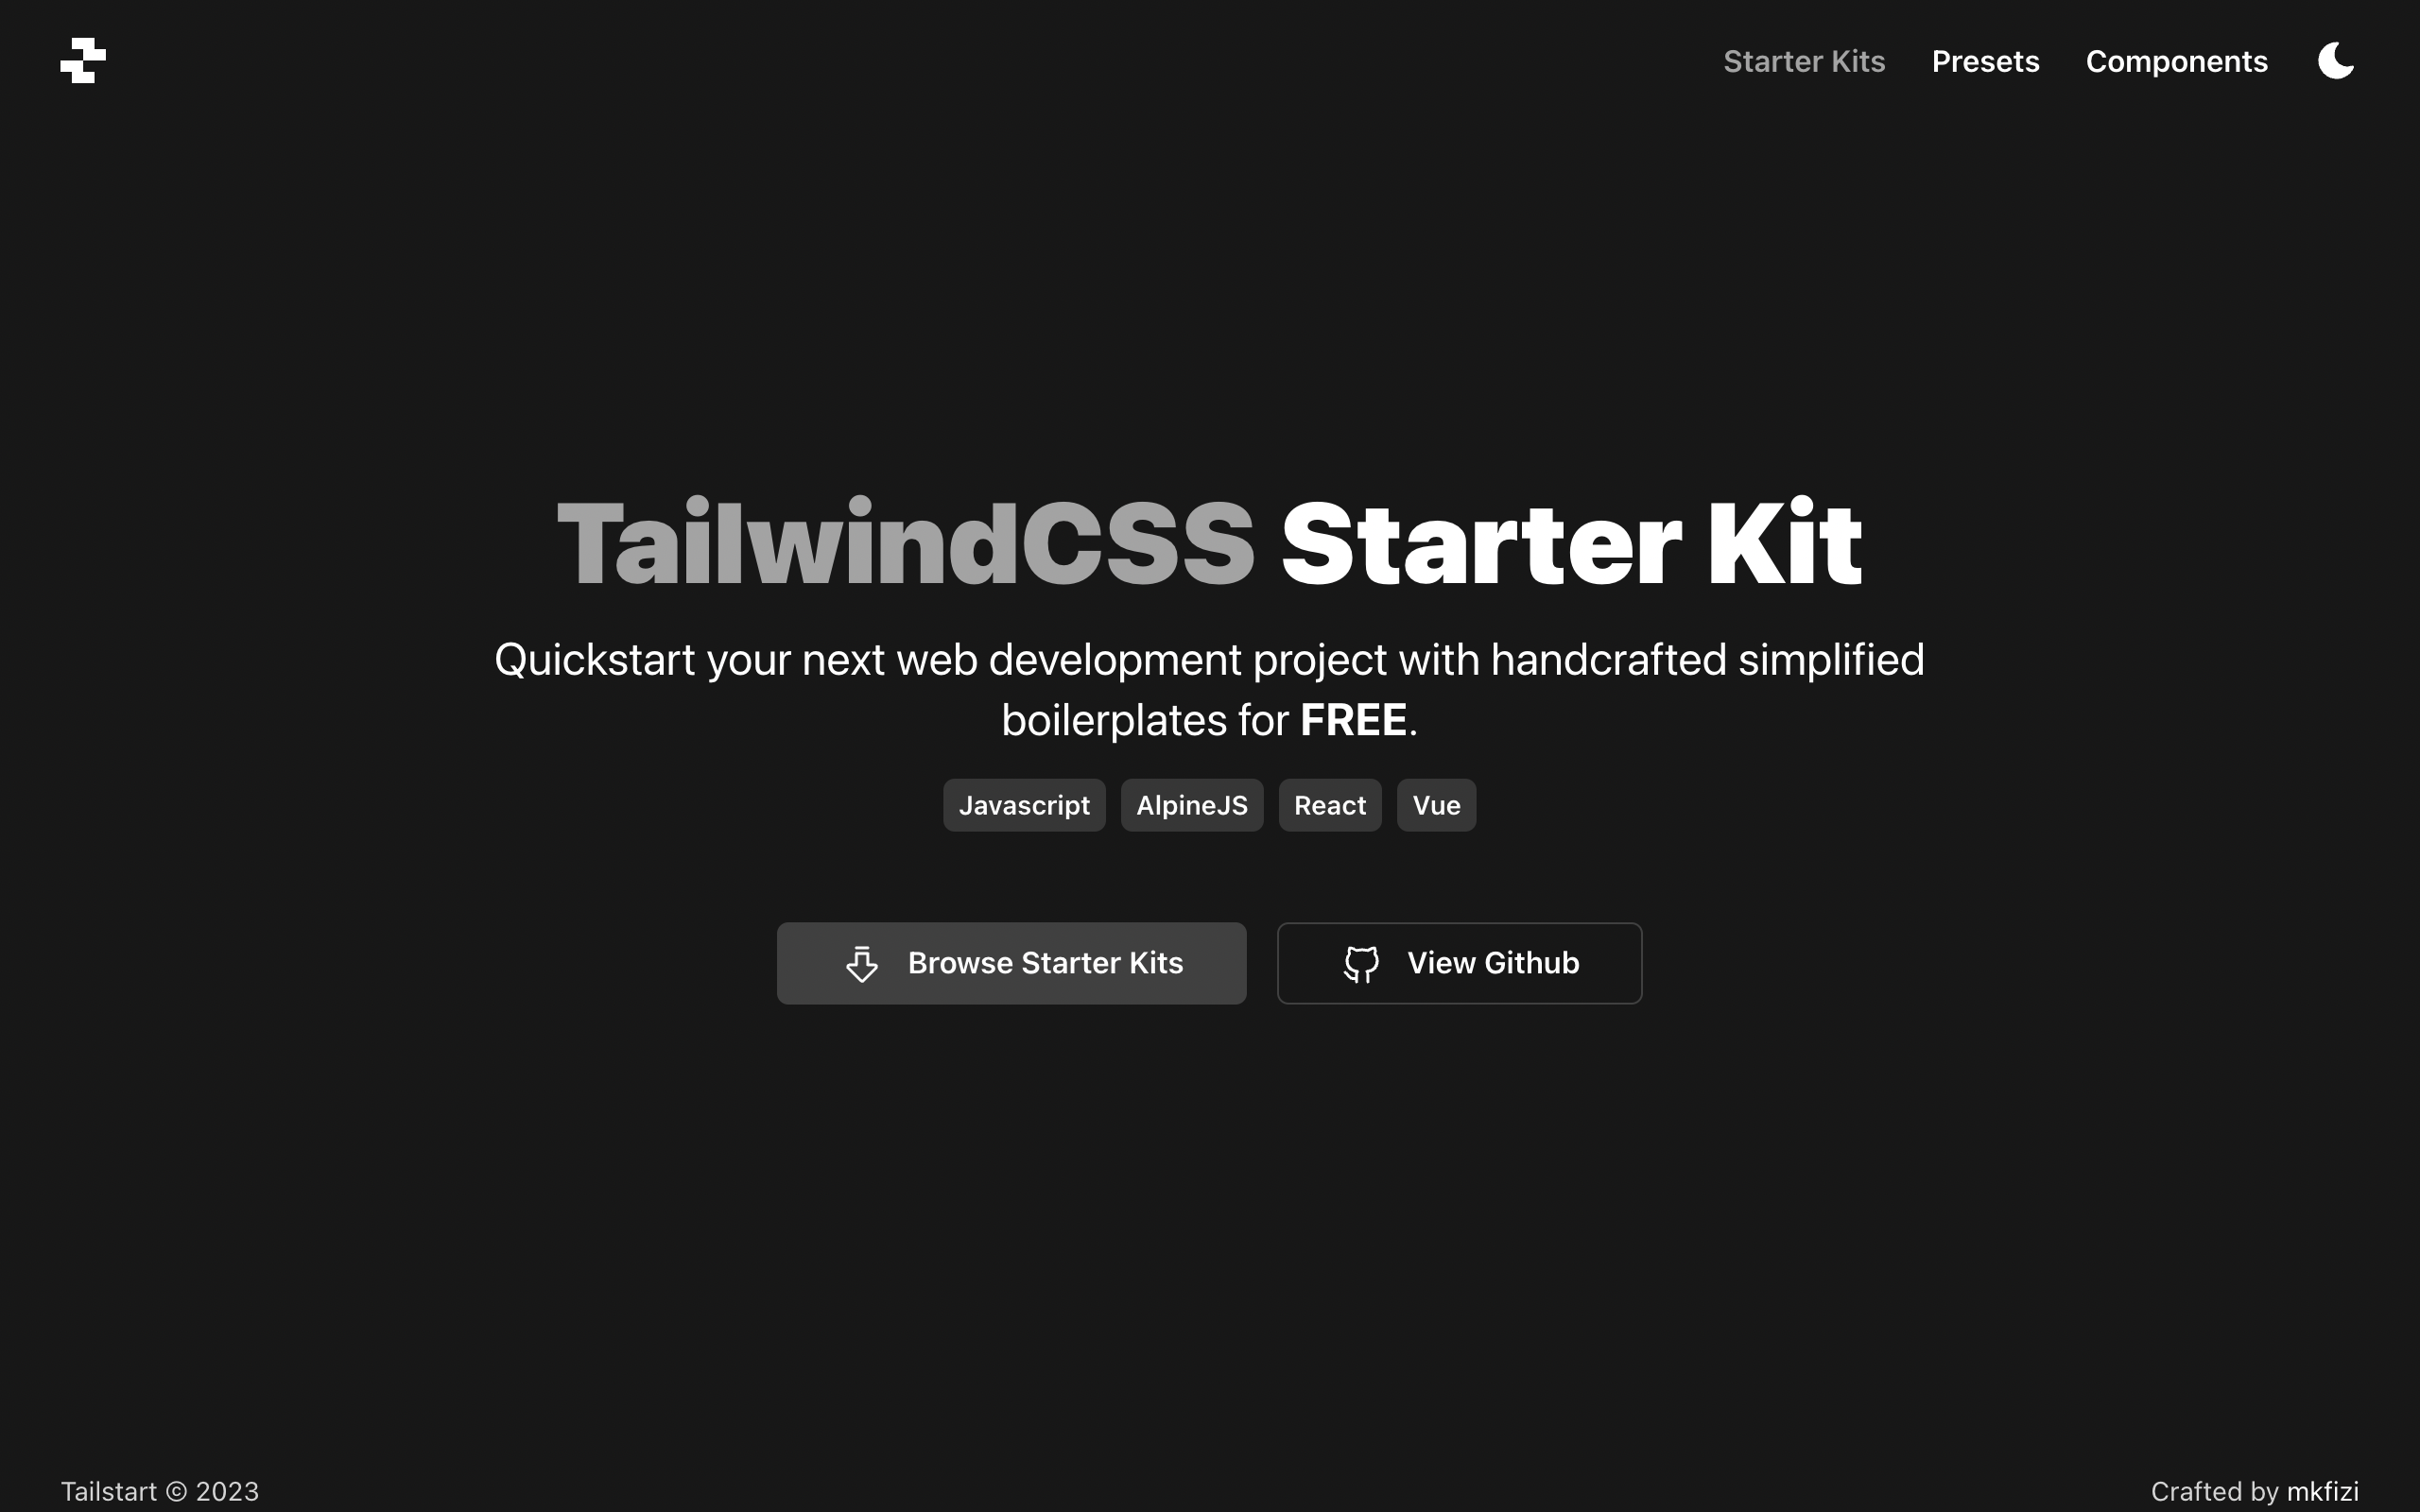 Starter Kits Presets Components
TailwindCSS Starter Kit
Quickstart your next web development project with handcrafted simplified
boilerplates for FREE.
Javascript AlpineJS React Vue
Browse Starter Kits View Github
Tailstart © 2023 Crafted by mkfizi